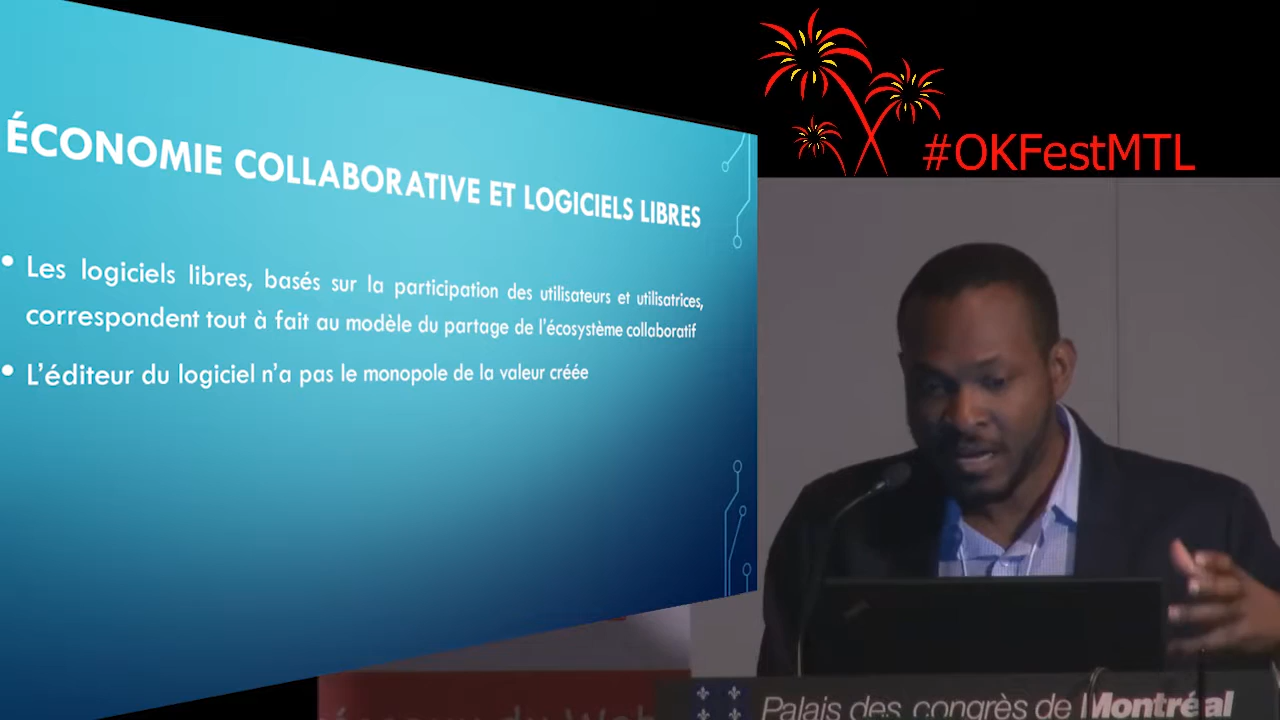 ÉCONOMIE COLLABORATIVE ET LOGICIELS LIBRES
• Les logiciels libres, basés sur la participation des utilisateurs et utilisatrices,
correspondent tout à fait au modèle du partage de l'écosystème collaboratif
• L'éditeur du logiciel n'a pas le monopole de la valeur créée
#OKFestMTL
Palais des congrès de Montréal
du Web